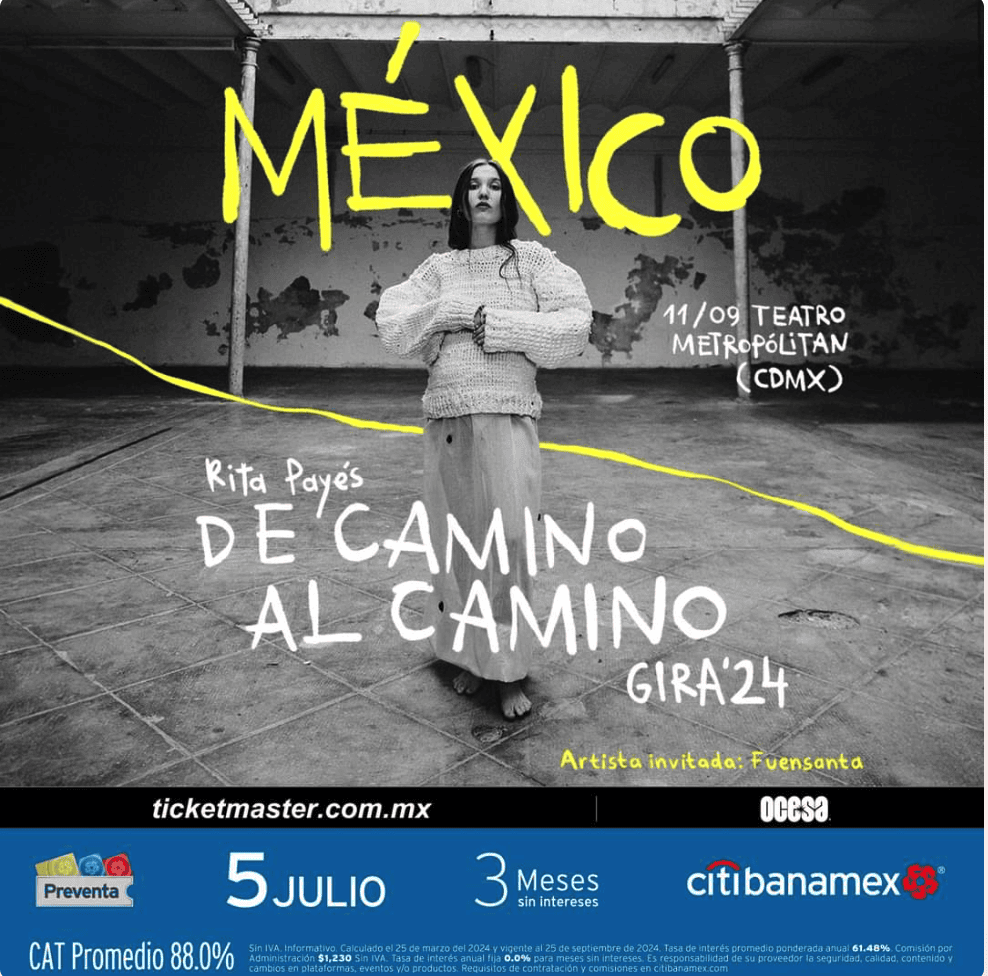 MÉXICO
11/09 TEATRO
METROPÓLITAN
(CDMX)
Rita Payés
DE CAMINO
AL CAMINO
GIRA'24
Artista invitada: Fuensanta
ticketmaster.com.mx
ocesa
Preventa
5 JULIO
3 Meses
sin intereses
citibanamex®
CAT Promedio 88.0%
Sin IVA. Informativo. Calculado el 25 de marzo del 2024 y vigente al 25 de septiembre de 2024. Tasa de interés promedio ponderada anual 61.48%. Comisión por
Administración $1,230 Sin IVA. Tasa de interés anual fija 0.0% para meses sin intereses. Es responsabilidad de su proveedor la seguridad, calidad, contenido y
cambios en plataformas, eventos y/o productos. Requisitos de contratación y comisiones en citibanamex.com